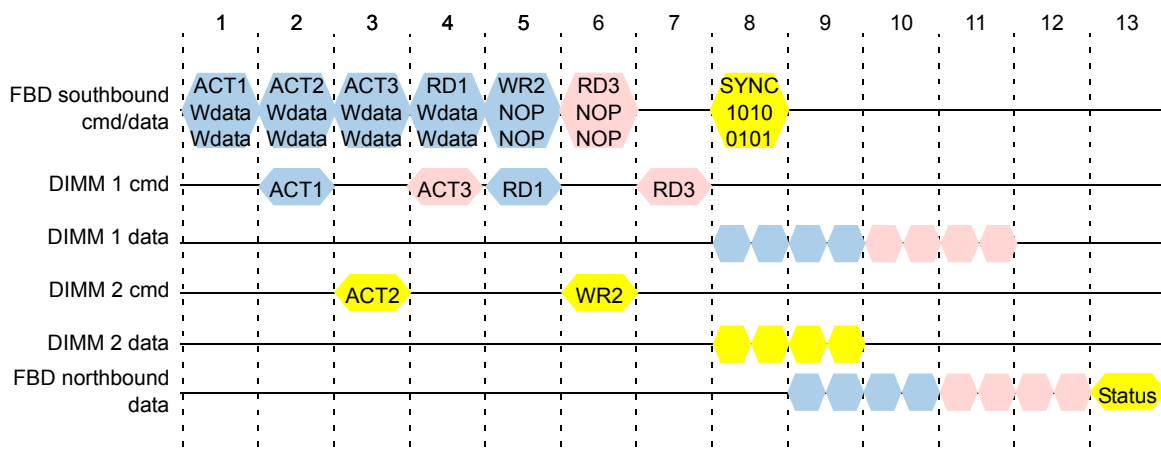 1 2 3 4 5 6 7 8 9 10 11 12 13
FBD southbound
cmd/data
ACT1
Wdata
Wdata
ACT2
Wdata
Wdata
ACT3
Wdata
Wdata
RD1
Wdata
Wdata
WR2
NOP
NOP
RD3
NOP
NOP
SYNC
1010
0101
DIMM 1 cmd
ACT1 ACT3 RD1 RD3
DIMM 1 data
DIMM 2 cmd
ACT2 WR2
DIMM 2 data
FBD northbound
data
Status